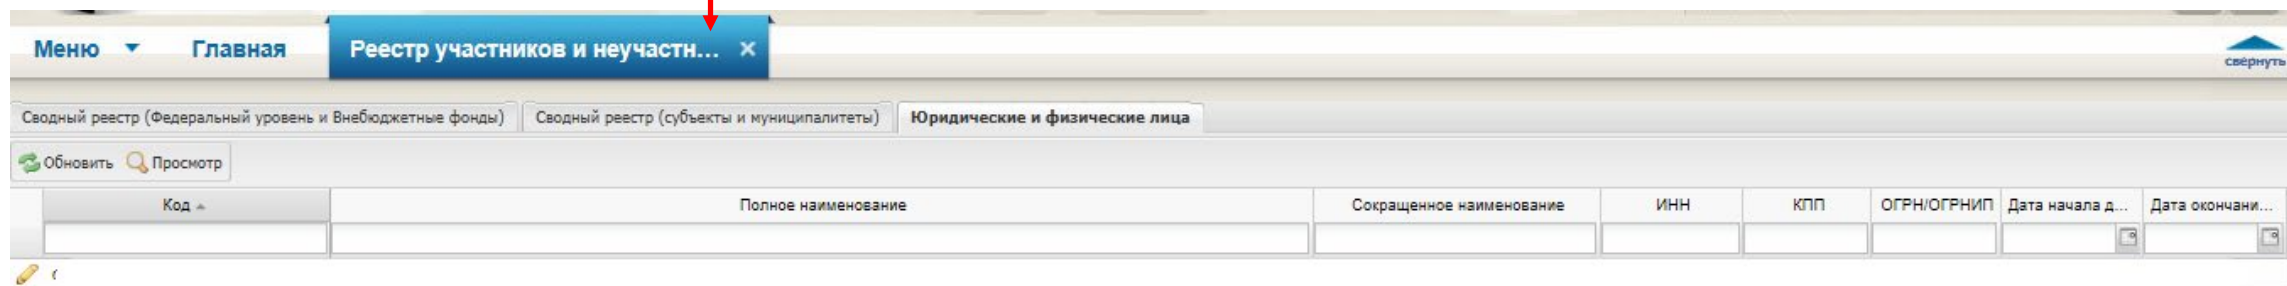 Меню Главная Реестр участников и неучастн... ×
свернуть
Сводный реестр (Федеральный уровень и Внебюджетные фонды) Сводный реестр (субъекты и муниципалитеты) Юридические и физические лица
Обновить Просмотр
Код Полное наименование Сокращенное наименование ИНН КПП ОГРН/ОГРНИП Дата начала д... Дата окончани...